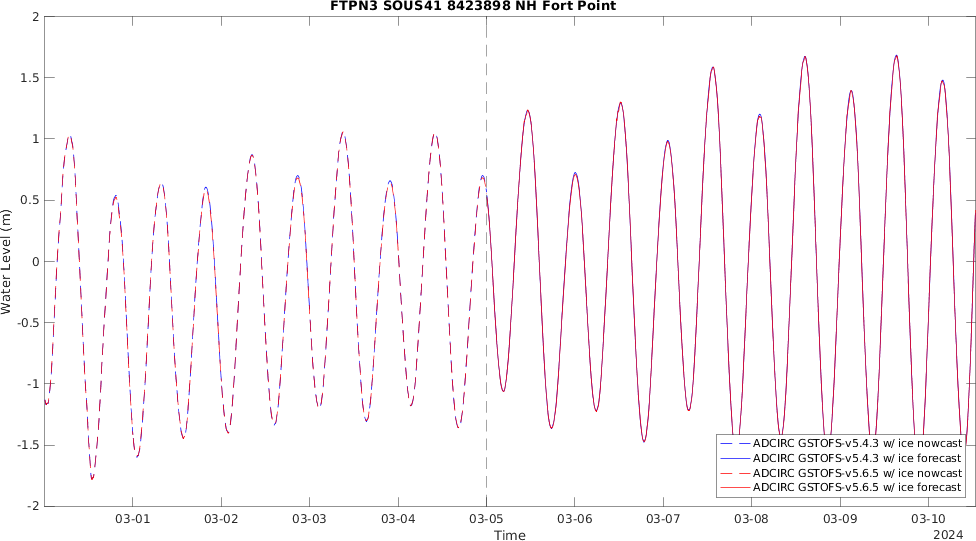 FTPN3 SOUS41 8423898 NH Fort Point
2
1.5
1
0.5
0
-0.5
-1
-1.5
-2
Water Level (m)
03-01 03-02 03-03 03-04 03-05 03-06 03-07 03-08 03-09 03-10
Time
2024
ADCIRC GSTOFS-v5.4.3 w/ ice nowcast
ADCIRC GSTOFS-v5.4.3 w/ ice forecast
ADCIRC GSTOFS-v5.6.5 w/ ice nowcast
ADCIRC GSTOFS-v5.6.5 w/ ice forecast